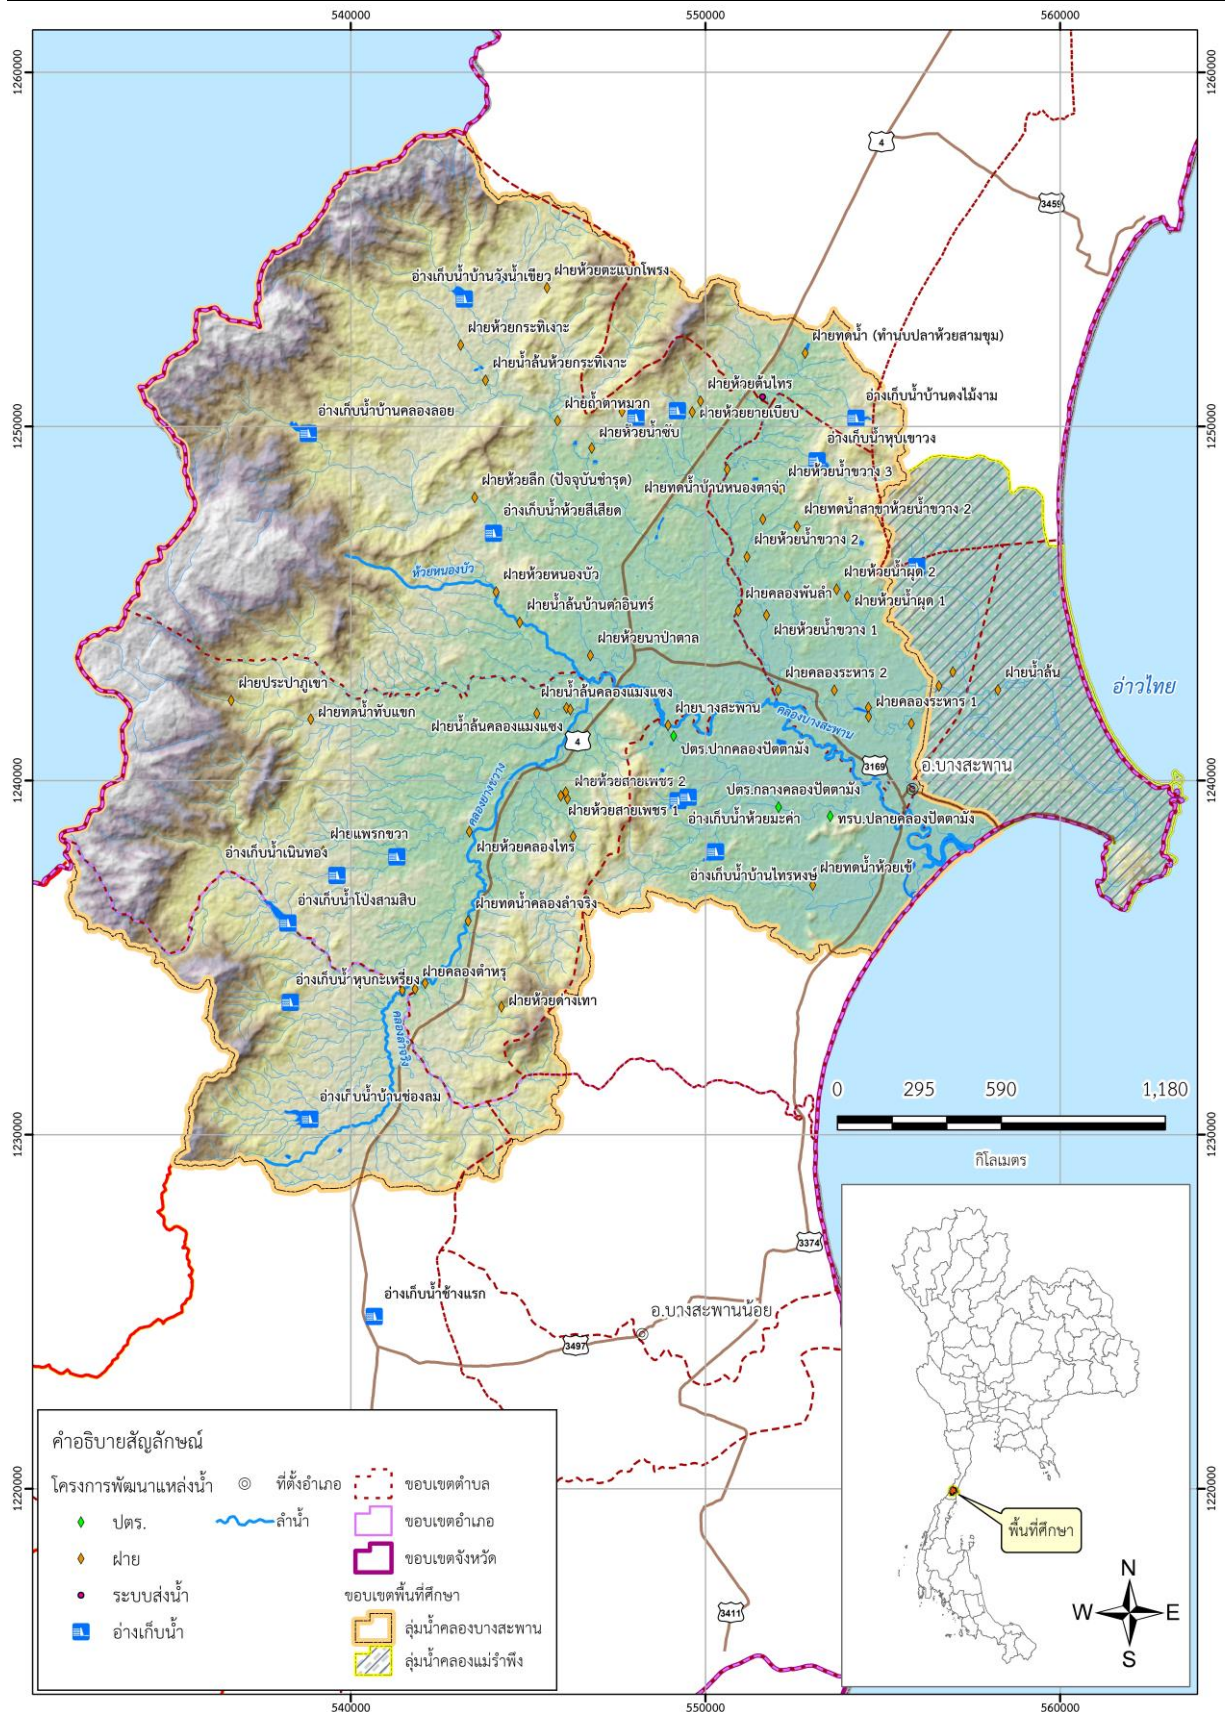 540000
550000
560000
1260000
1260000
4
3459
อ่างเก็บน้ำบ้านวังน้ำเขียว
ฝายห้วยตะแบกโพรง
ฝายห้วยกระทิเงาะ
ฝายทดน้ำ (ทำนบปลาห้วยสามขุม)
ฝายน้ำล้นห้วยกระทิเงาะ
ฝายห้วยต้นไทร
อ่างเก็บน้ำบ้านดงไม้งาม
อ่างเก็บน้ำบ้านคลองลอย
ฝายถ้ำตาหมวก
ฝายห้วยยายเบียบ
1250000
1250000
ฝายห้วยน้ำซับ
อ่างเก็บน้ำหุบเขาวง
ฝายห้วยลึก (ปัจจุบันชำรุด)
ฝายห้วยน้ำขวาง 3
ฝายทดน้ำบ้านหนองตาจ่า
อ่างเก็บน้ำห้วยสีเสียด
ฝายทดน้ำสาขาห้วยน้ำขวาง 2
ฝายห้วยน้ำขวาง 2
ห้วยหนองบัว
ฝายห้วยหนองบัว
ฝายห้วยน้ำผุด 2
ฝายคลองพันลำ
ฝายห้วยน้ำผุด 1
ฝายน้ำล้นบ้านตาอินทร์
ฝายห้วยน้ำขวาง 1
ฝายห้วยนาป่าตาล
ฝายประปาภูเขา
ฝายคลองระหาร 2
ฝายน้ำล้น
อ่าวไทย
ฝายทดน้ำทับแขก
ฝายน้ำล้นคลองแมงแซง
ฝายคลองระหาร 1
ฝายน้ำล้นคลองแมงแซง
ฝายบางสะพาน
คลองบางสะพาน
4
ปตร.ปากคลองปัตตามัง
3169
อ.บางสะพาน
1240000
1240000
คลองยางขวาง
ฝายห้วยสายเพชร 2
ปตร.กลางคลองปัตตามัง
ฝายห้วยสายเพชร 1
อ่างเก็บน้ำห้วยมะค่า
ทรบ.ปลายคลองปัตตามัง
ฝายแพรกขวา
ฝายห้วยคลองไทร
อ่างเก็บน้ำเนินทอง
ฝายทดน้ำห้วยเข้
อ่างเก็บน้ำบ้านไทรหงษ์
อ่างเก็บน้ำโป่งสามสิบ
ฝายทดน้ำคลองลำจริง
อ่างเก็บน้ำหุบกะเหรี่ยง
ฝายคลองตำหรุ
ฝายห้วยด่างเทา
คลองลำจริง
อ่างเก็บน้ำบ้านช่องลม
0
295
590
1,180
กิโลเมตร
1230000
1230000
3374
อ่างเก็บน้ำช้างแรก
อ.บางสะพานน้อย
3497
คำอธิบายสัญลักษณ์
โครงการพัฒนาแหล่งน้ำ
ที่ตั้งอำเภอ
ขอบเขตตำบล
ปตร.
ลำน้ำ
ขอบเขตอำเภอ
ฝาย
ขอบเขตจังหวัด
ระบบส่งน้ำ
ขอบเขตพื้นที่ศึกษา
อ่างเก็บน้ำ
ลุ่มน้ำคลองบางสะพาน
ลุ่มน้ำคลองแม่รำพึง
1220000
1220000
3411
พื้นที่ศึกษา
N
W
E
S
540000
550000
560000